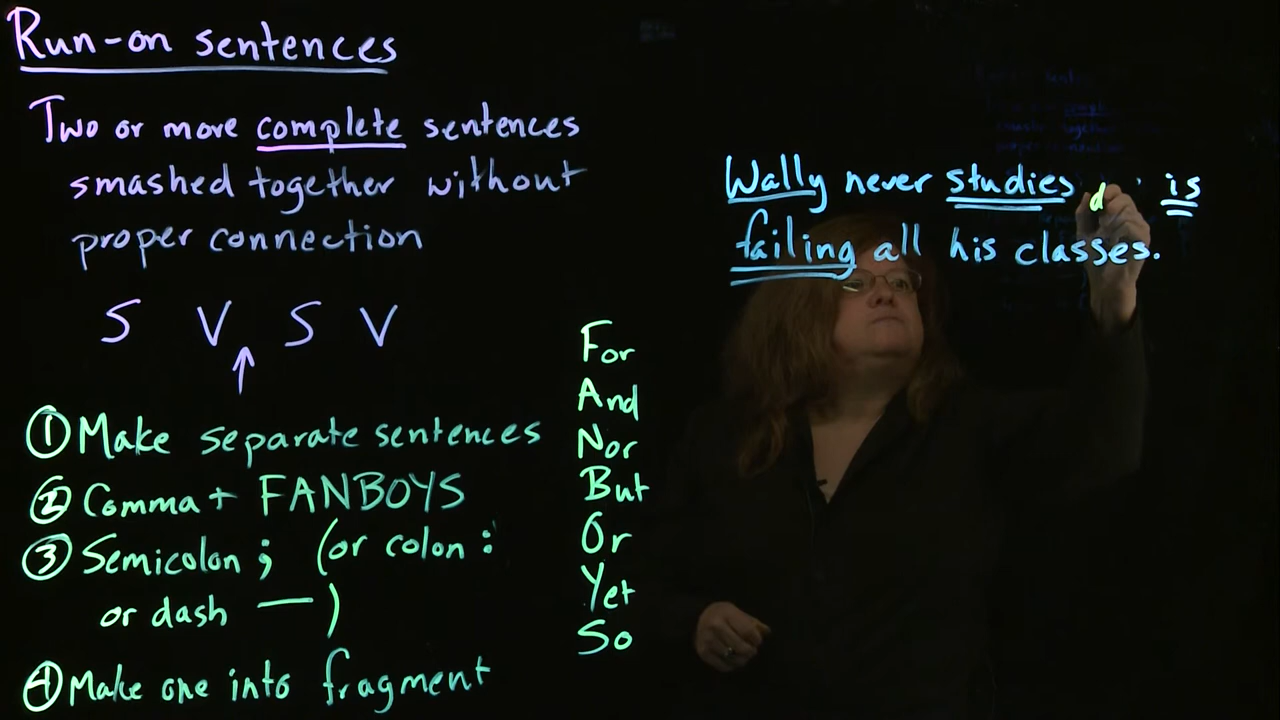 Run-on sentences
Two or more complete sentences
smashed together without
proper connection
S V S V
↑
① Make separate sentences
② Comma + FANBOYS
③ Semicolon ; (or colon :
or dash — )
④ Make one into fragment
For
And
Nor
But
Or
Yet
So
Wally never studies is
failing all his classes.